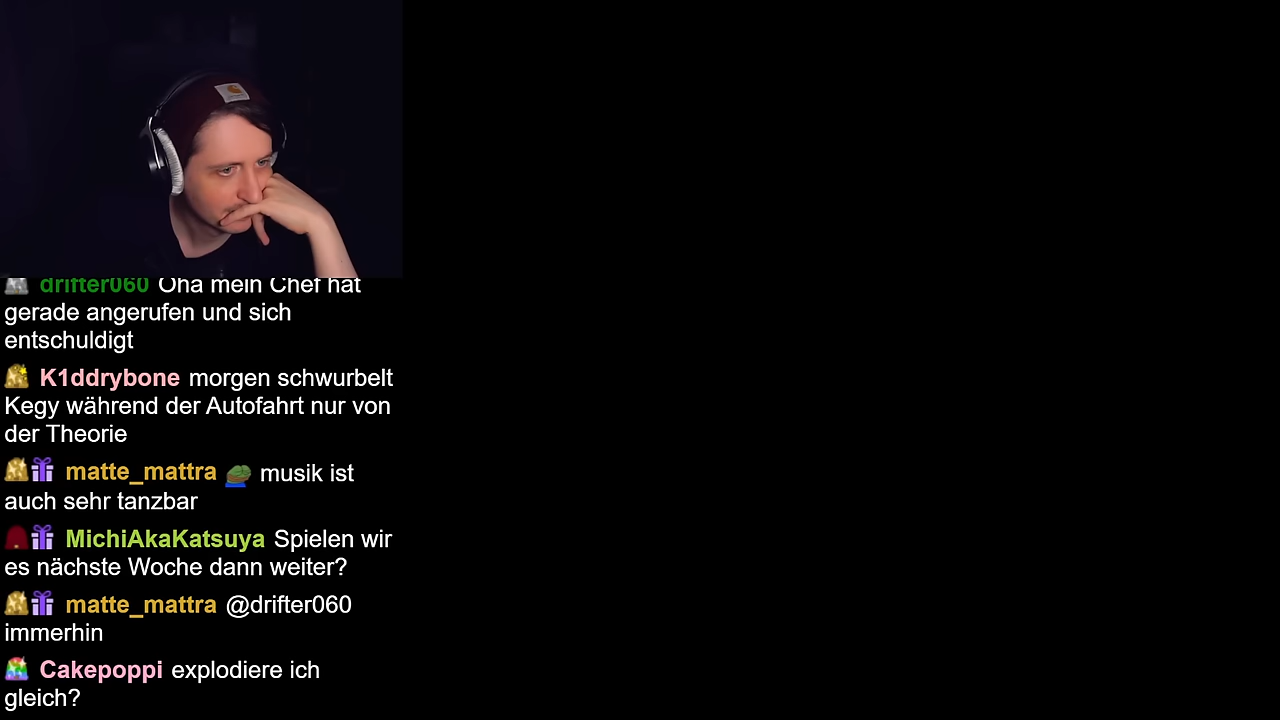 drifter060 Oha mein Chef hat
gerade angerufen und sich
entschuldigt
K1ddrybone morgen schwurbelt
Kegy während der Autofahrt nur von
der Theorie
matte_mattra musik ist
auch sehr tanzbar
MichiAkaKatsuya Spielen wir
es nächste Woche dann weiter?
matte_mattra @drifter060
immerhin
Cakepoppi explodiere ich
gleich?